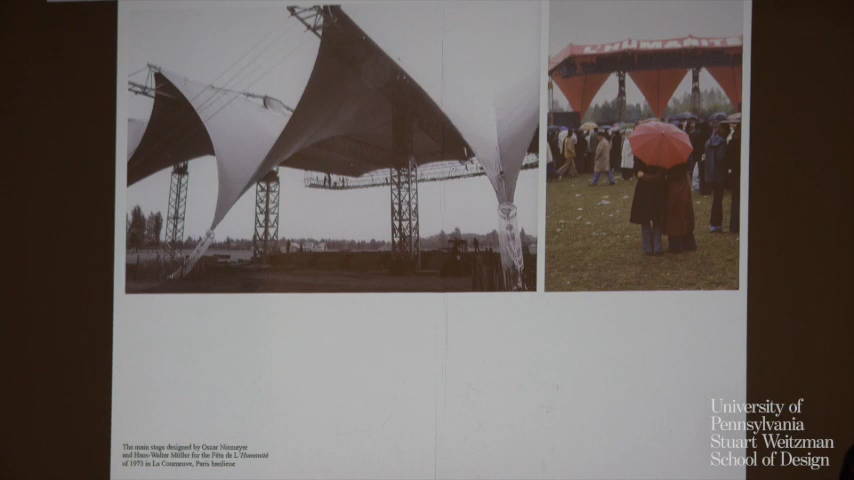 L'HUMANITÉ
The main stage designed by Oscar Niemeyer
and Hans-Walter Müller for the Fête de L'Humanité
of 1973 in La Courneuve, Paris banlieue
University of
Pennsylvania
Stuart Weitzman
School of Design